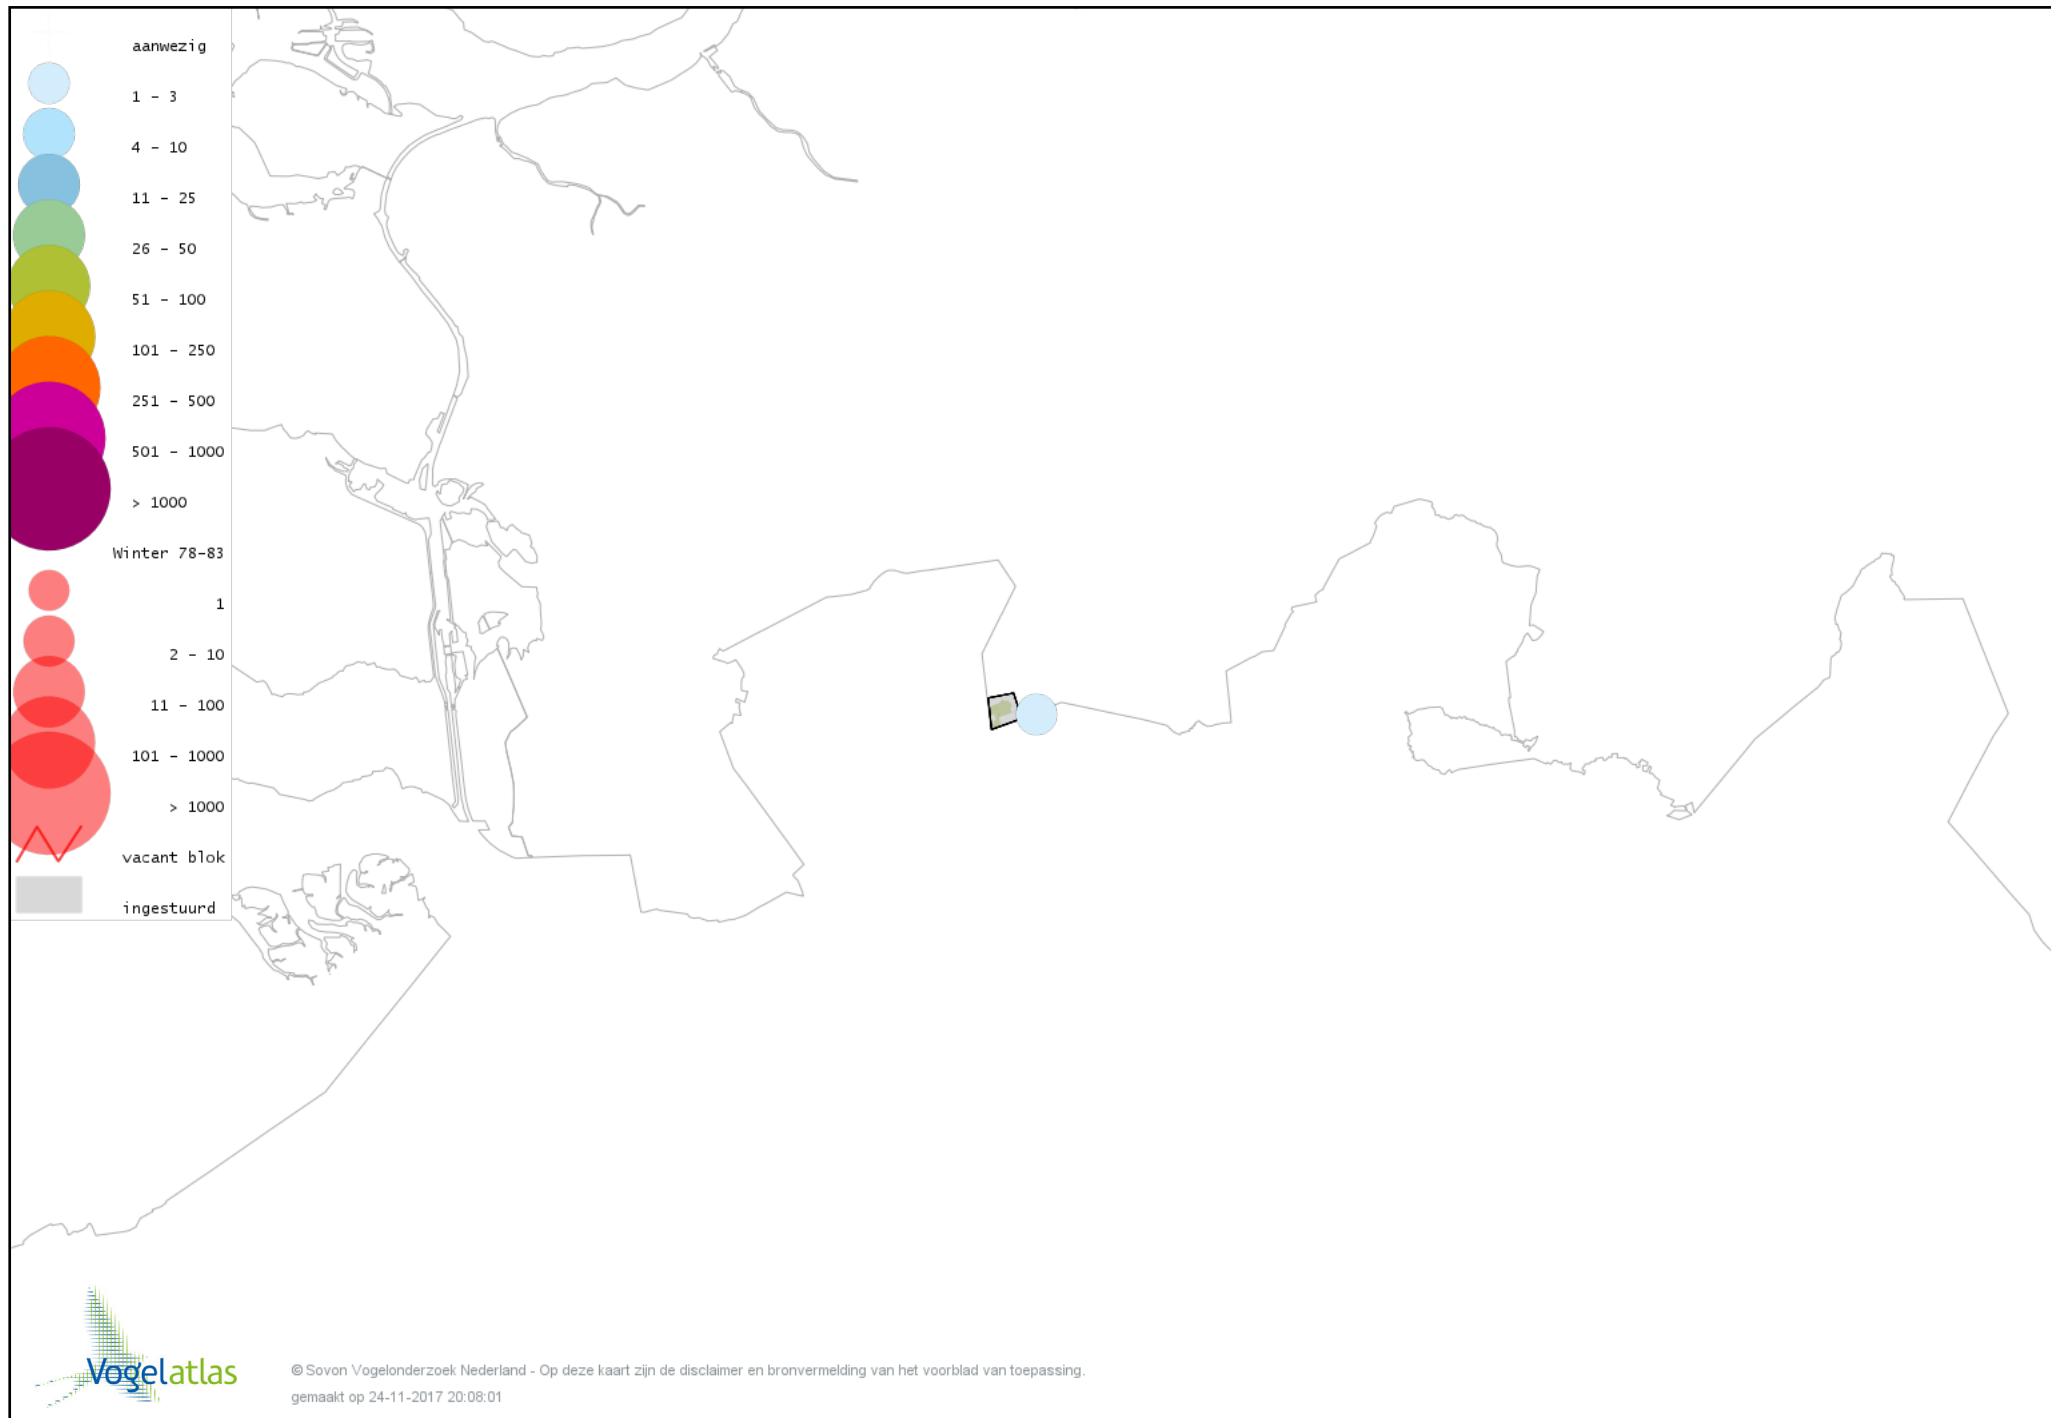 aanwezig
1 - 3
4 - 10
11 - 25
26 - 50
51 - 100
101 - 250
251 - 500
501 - 1000
> 1000
Winter 78-83
1
2 - 10
11 - 100
101 - 1000
> 1000
vacant blok
ingestuurd
Vogelatlas
© Sovon Vogelonderzoek Nederland - Op deze kaart zijn de disclaimer en bronvermelding van het voorblad van toepassing.
gemaakt op 24-11-2017 20:08:01